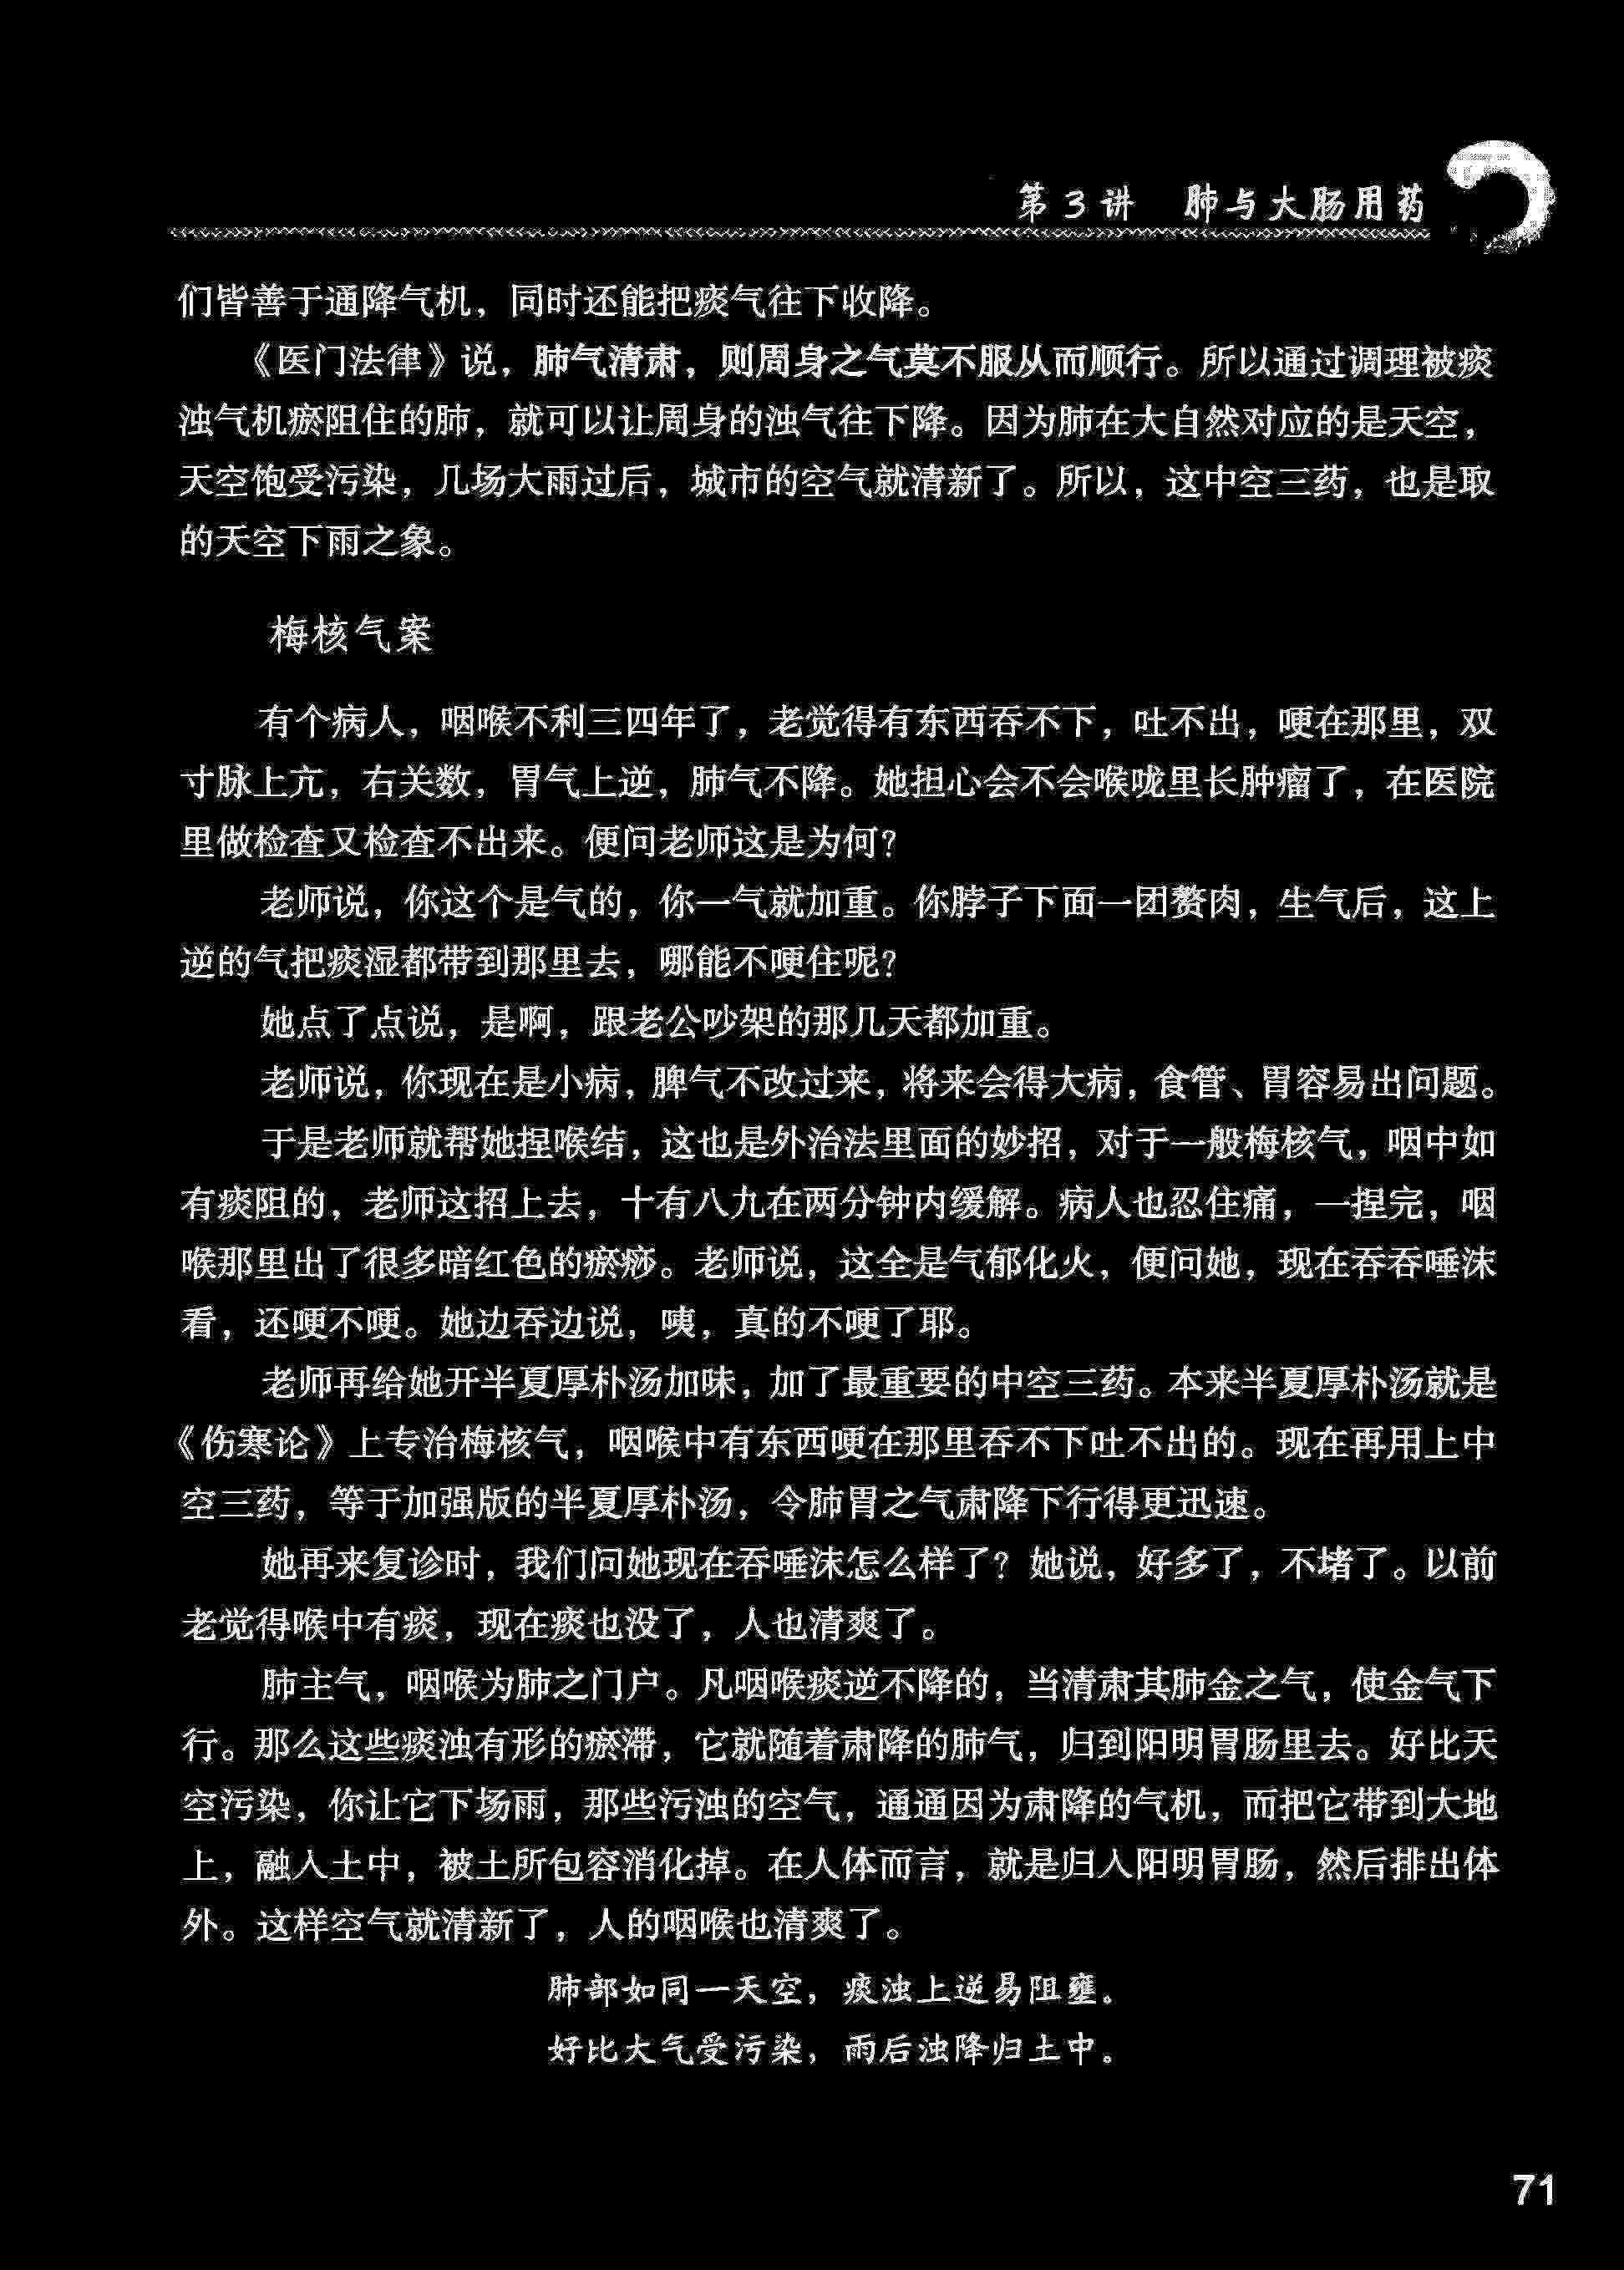 第3讲 肺与大肠用药
们皆善于通降气机，同时还能把痰气往下收降。
《医门法律》说，肺气清肃，则周身之气莫不服从而顺行。所以通过调理被痰
浊气机瘀阻住的肺，就可以让周身的浊气往下降。因为肺在大自然对应的是天空，
天空饱受污染，几场大雨过后，城市的空气就清新了。所以，这中空三药，也是取
的天空下雨之象。
梅核气案
有个病人，咽喉不利三四年了，老觉得有东西吞不下，吐不出，哽在那里，双
寸脉上亢，右关数，胃气上逆，肺气不降。她担心会不会喉咙里长肿瘤了，在医院
里做检查又检查不出来。便问老师这是为何？
老师说，你这个是气的，你一气就加重。你脖子下面一团赘肉，生气后，这上
逆的气把痰湿都带到那里去，哪能不哽住呢？
她点了点说，是啊，跟老公吵架的那几天都加重。
老师说，你现在是小病，脾气不改过来，将来会得大病，食管、胃容易出问题。
于是老师就帮她捏喉结，这也是外治法里面的妙招，对于一般梅核气，咽中如
有痰阻的，老师这招上去，十有八九在两分钟内缓解。病人也忍住痛，一捏完，咽
喉那里出了很多暗红色的瘀痧。老师说，这全是气郁化火，便问她，现在吞吞唾沫
看，还哽不哽。她边吞边说，咦，真的不哽了耶。
老师再给她开半夏厚朴汤加味，加了最重要的中空三药。本来半夏厚朴汤就是
《伤寒论》上专治梅核气，咽喉中有东西哽在那里吞不下吐不出的。现在再用上中
空三药，等于加强版的半夏厚朴汤，令肺胃之气肃降下行得更迅速。
她再来复诊时，我们问她现在吞唾沫怎么样了？她说，好多了，不堵了。以前
老觉得喉中有痰，现在痰也没了，人也清爽了。
肺主气，咽喉为肺之门户。凡咽喉痰逆不降的，当清肃其肺金之气，使金气下
行。那么这些痰浊有形的瘀滞，它就随着肃降的肺气，归到阳明胃肠里去。好比天
空污染，你让它下场雨，那些污浊的空气，通通因为肃降的气机，而把它带到大地
上，融入土中，被土所包容消化掉。在人体而言，就是归入阳明胃肠，然后排出体
外。这样空气就清新了，人的咽喉也清爽了。
肺部如同一天空，痰浊上逆易阻壅。
好比大气受污染，雨后浊降归土中。
71